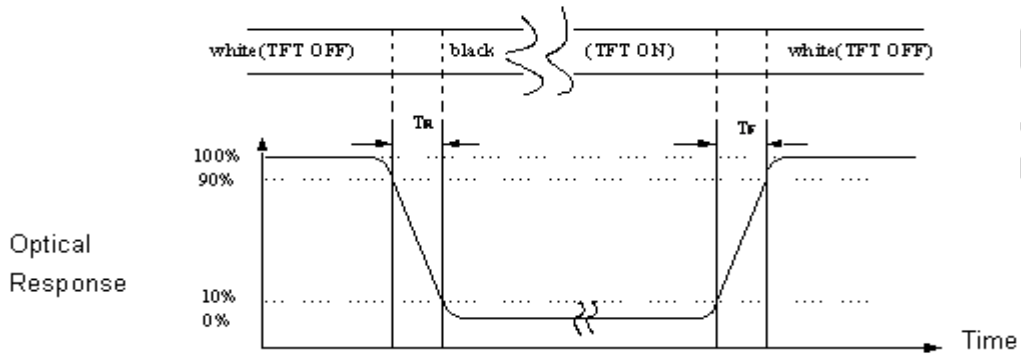 white(TFT OFF) black (TFT ON) white(TFT OFF)
TR TF
100%
90%
Optical
Response
10%
0%
Time